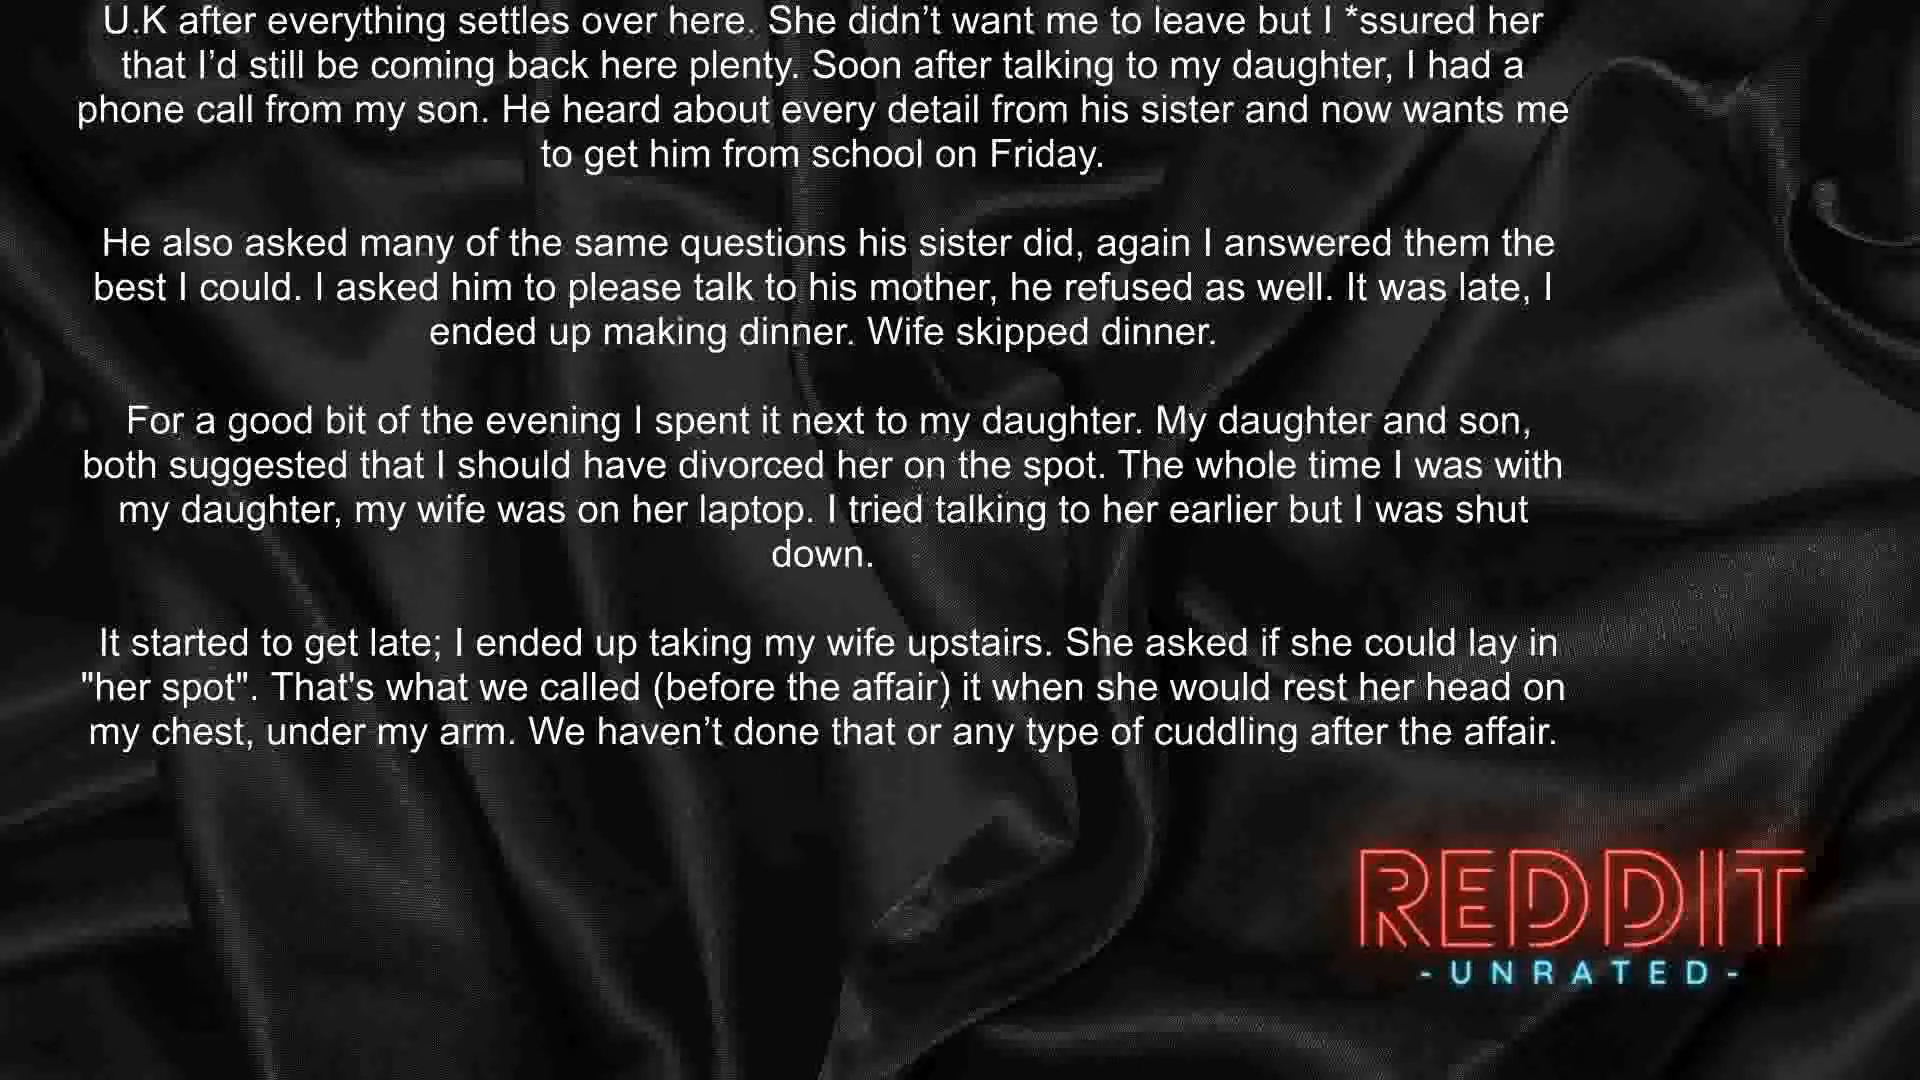 U.K after everything settles over here. She didn’t want me to leave but I *ssured her
that I’d still be coming back here plenty. Soon after talking to my daughter, I had a
phone call from my son. He heard about every detail from his sister and now wants me
to get him from school on Friday.
He also asked many of the same questions his sister did, again I answered them the
best I could. I asked him to please talk to his mother, he refused as well. It was late, I
ended up making dinner. Wife skipped dinner.
For a good bit of the evening I spent it next to my daughter. My daughter and son,
both suggested that I should have divorced her on the spot. The whole time I was with
my daughter, my wife was on her laptop. I tried talking to her earlier but I was shut
down.
It started to get late; I ended up taking my wife upstairs. She asked if she could lay in
"her spot". That's what we called (before the affair) it when she would rest her head on
my chest, under my arm. We haven’t done that or any type of cuddling after the affair.
REDDIT
-UNRATED-